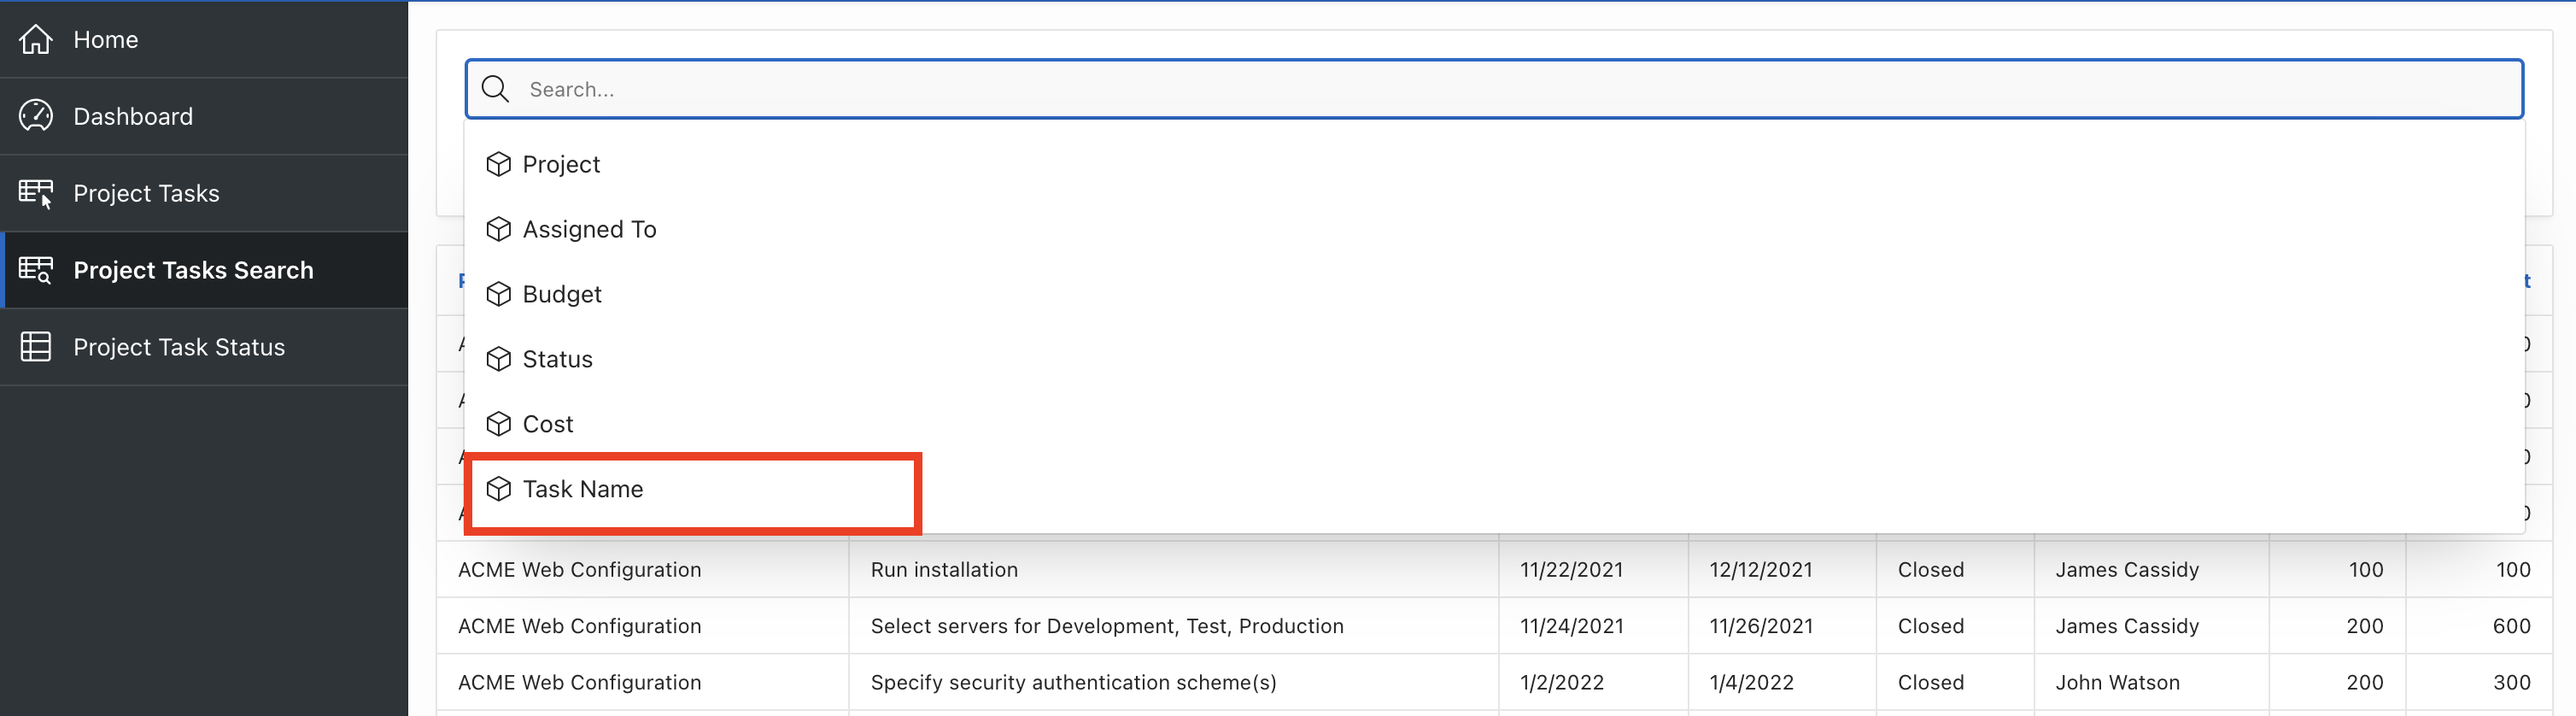 Home
Dashboard
Project Tasks
Project Tasks Search
Project Task Status
Search...
Project
Assigned To
Budget
Status
Cost
Task Name
ACME Web Configuration Run installation 11/22/2021 12/12/2021 Closed James Cassidy 100 100
ACME Web Configuration Select servers for Development, Test, Production 11/24/2021 11/26/2021 Closed James Cassidy 200 600
ACME Web Configuration Specify security authentication scheme(s) 1/2/2022 1/4/2022 Closed John Watson 200 300